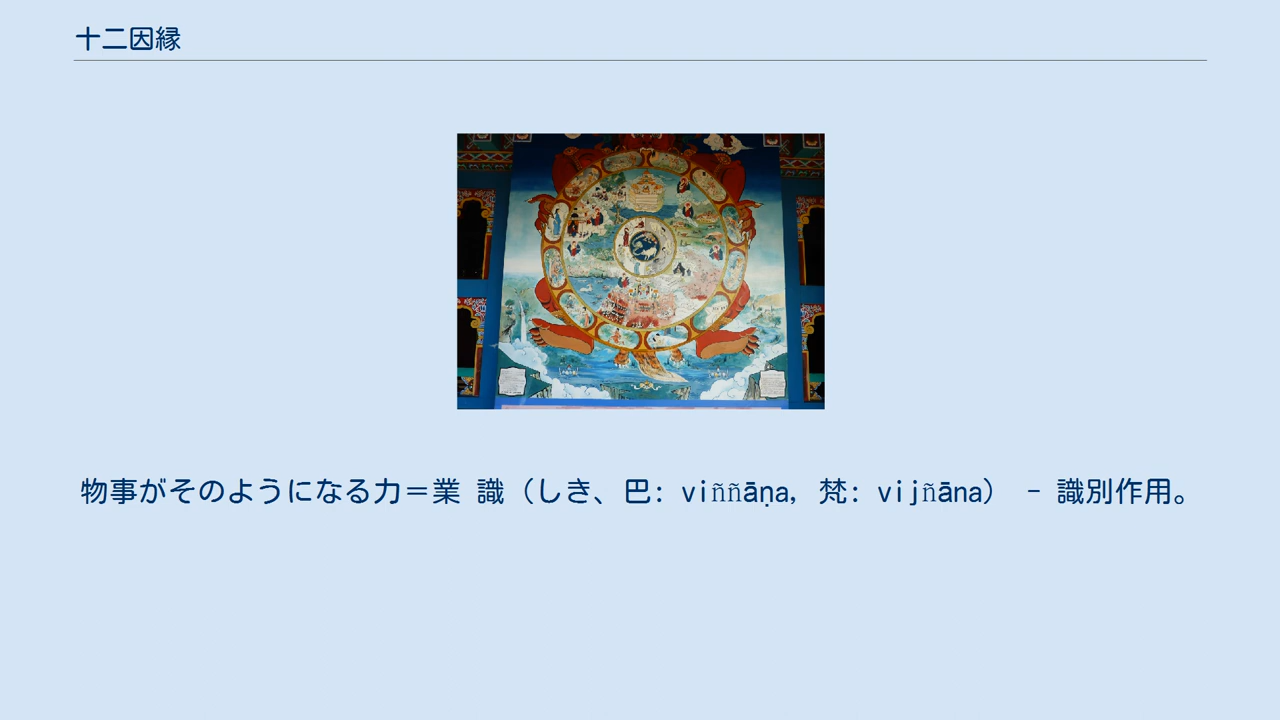 十二因縁
物事がそのようになる力＝業 識（しき、巴: viññāṇa, 梵: vijñāna） - 識別作用。